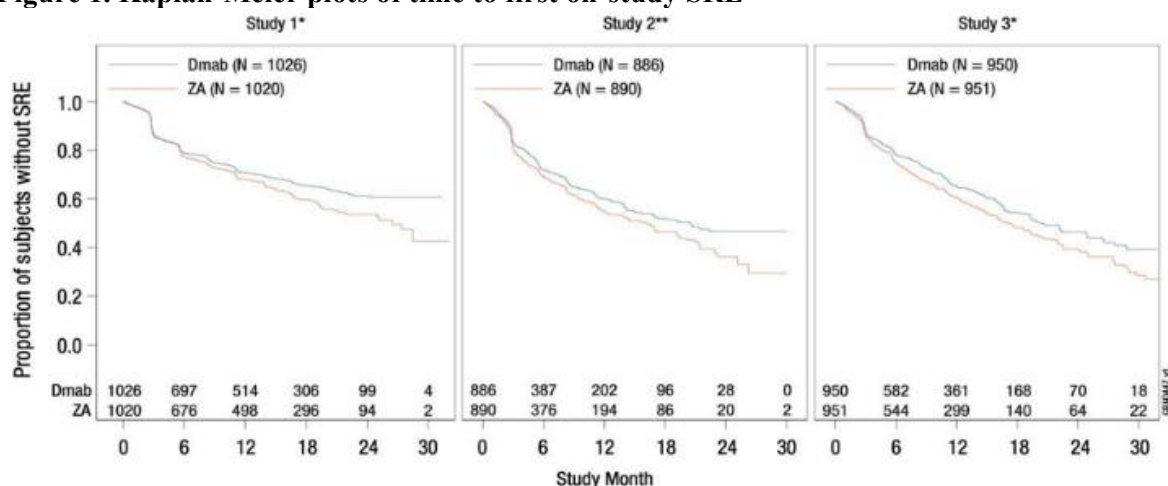 Figure 1. Kaplan-Meier plots of time to first on-study SRE
Study 1*
Study 2**
Study 3*
Dmab (N = 1026)
ZA (N = 1020)
Dmab (N = 886)
ZA (N = 890)
Dmab (N = 950)
ZA (N = 951)
Proportion of subjects without SRE
1.0
0.8
0.6
0.4
0.2
0.0
Dmab 1026 697 514 306 99 4 886 387 202 96 28 0 950 582 361 168 70 18
ZA 1020 676 498 296 94 2 890 376 194 86 20 2 951 544 299 140 64 22
0 6 12 18 24 30 0 6 12 18 24 30 0 6 12 18 24 30
Study Month